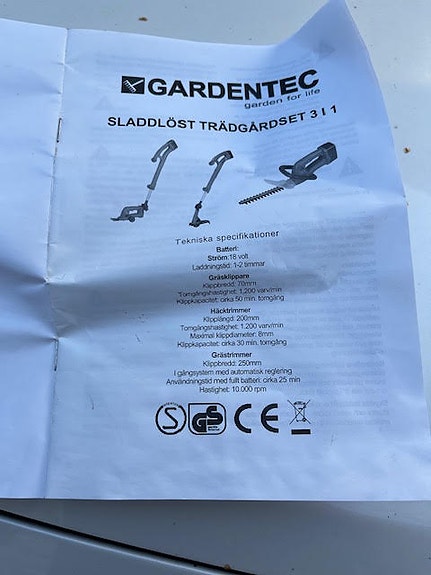 GARDENTEC
garden for life
SLADDLÖST TRÄDGÅRDSET 3 I 1
Tekniska specifikationer
Batteri:
Ström:18 volt
Laddningstid: 1-2 timmar
Gräsklippare
Klippbredd: 70mm
Tomgångshastighet: 1.200 varv/min
Klippkapacitet: cirka 50 min. tomgång
Häcktrimmer
Klipplängd: 200mm
Tomgångshastighet: 1.200 varv/min
Maximal klippdiameter: 8mm
Klippkapacitet: cirka 30 min. tomgång
Grästrimmer
Klippbredd: 250mm
I gångsystem med automatisk reglering
Användningstid med fullt batteri: cirka 25 min
Hastighet: 10.000 rpm
S GS CE